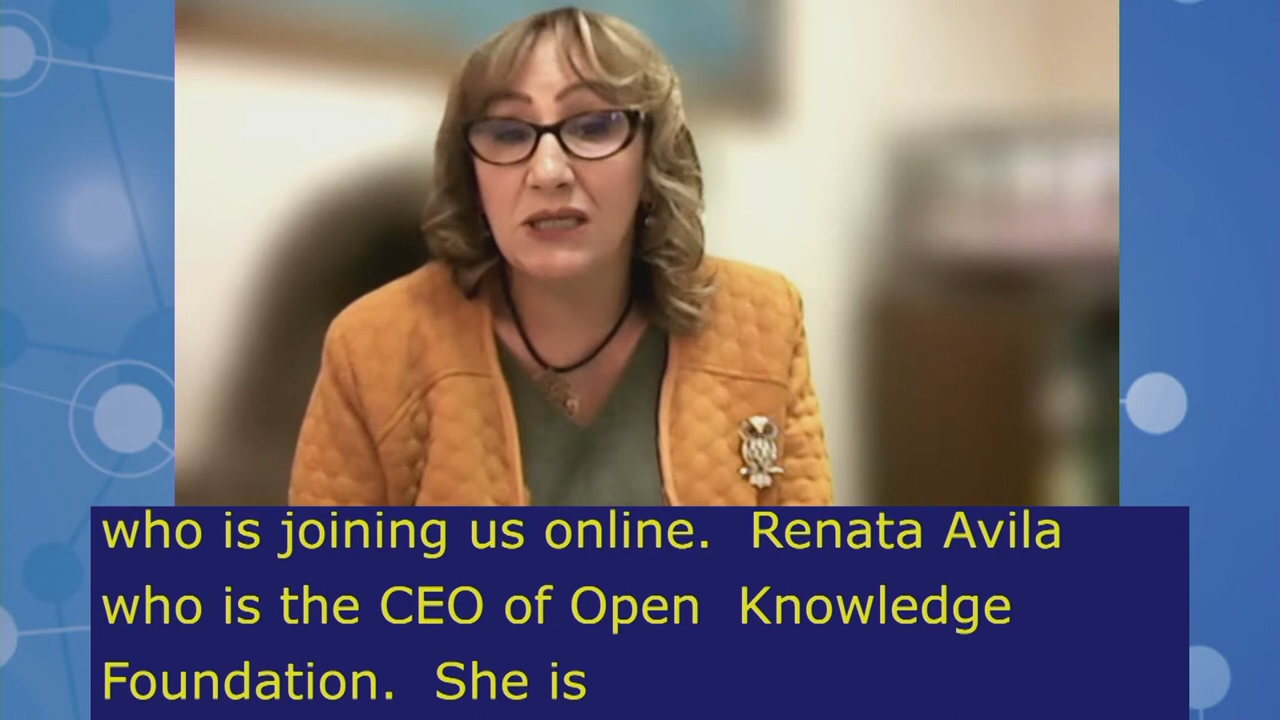 who is joining us online.  Renata Avila
who is the CEO of Open  Knowledge
Foundation.  She is